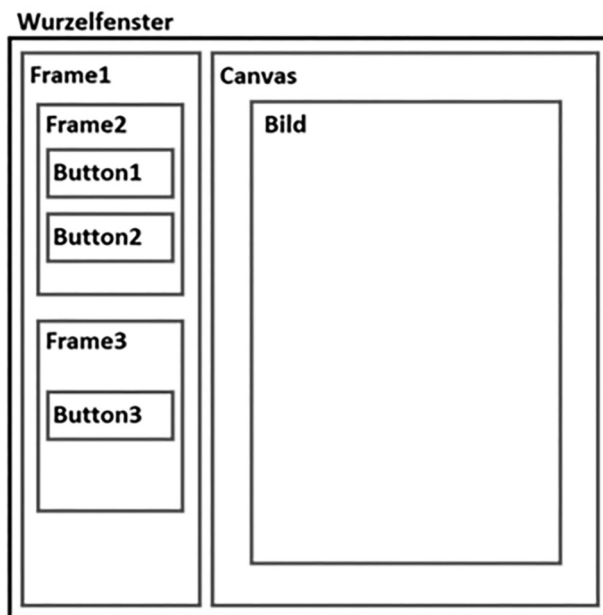 Wurzelfenster
Frame1
Frame2
Button1
Button2
Frame3
Button3
Canvas
Bild